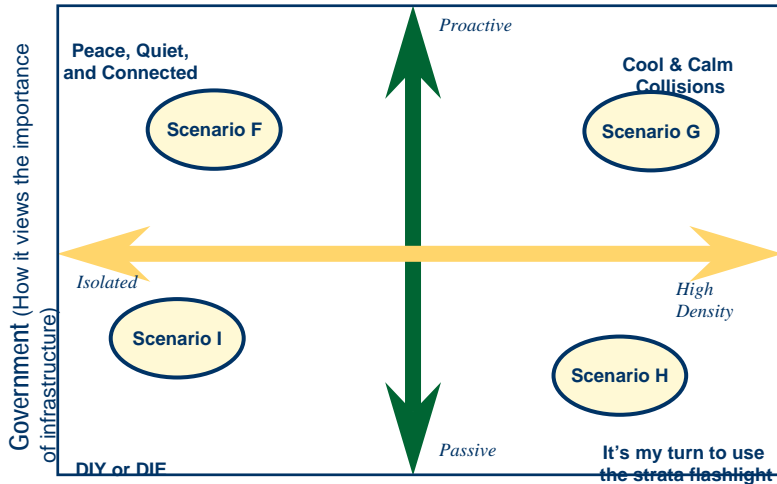 Proactive
Peace, Quiet,
and Connected
Cool & Calm
Collisions
Scenario F
Scenario G
Government (How it views the importance
of infrastructure)
Isolated
High
Density
Scenario I
Scenario H
Passive
DIY or DIE
It's my turn to use
the strata flashlight